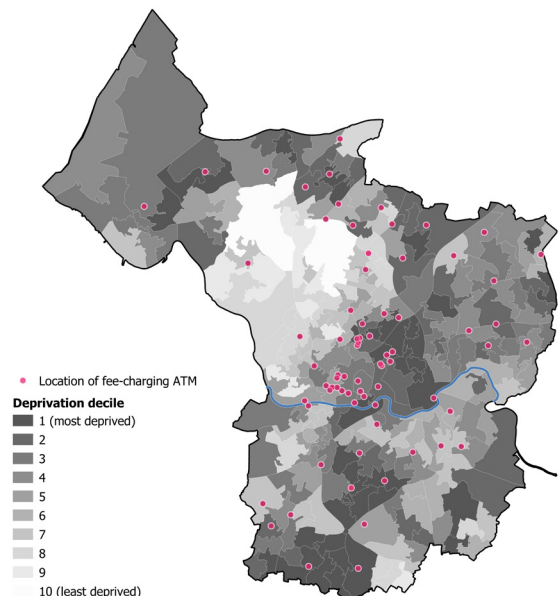 Location of fee-charging ATM
Deprivation decile
1 (most deprived)
2
3
4
5
6
7
8
9
10 (least deprived)